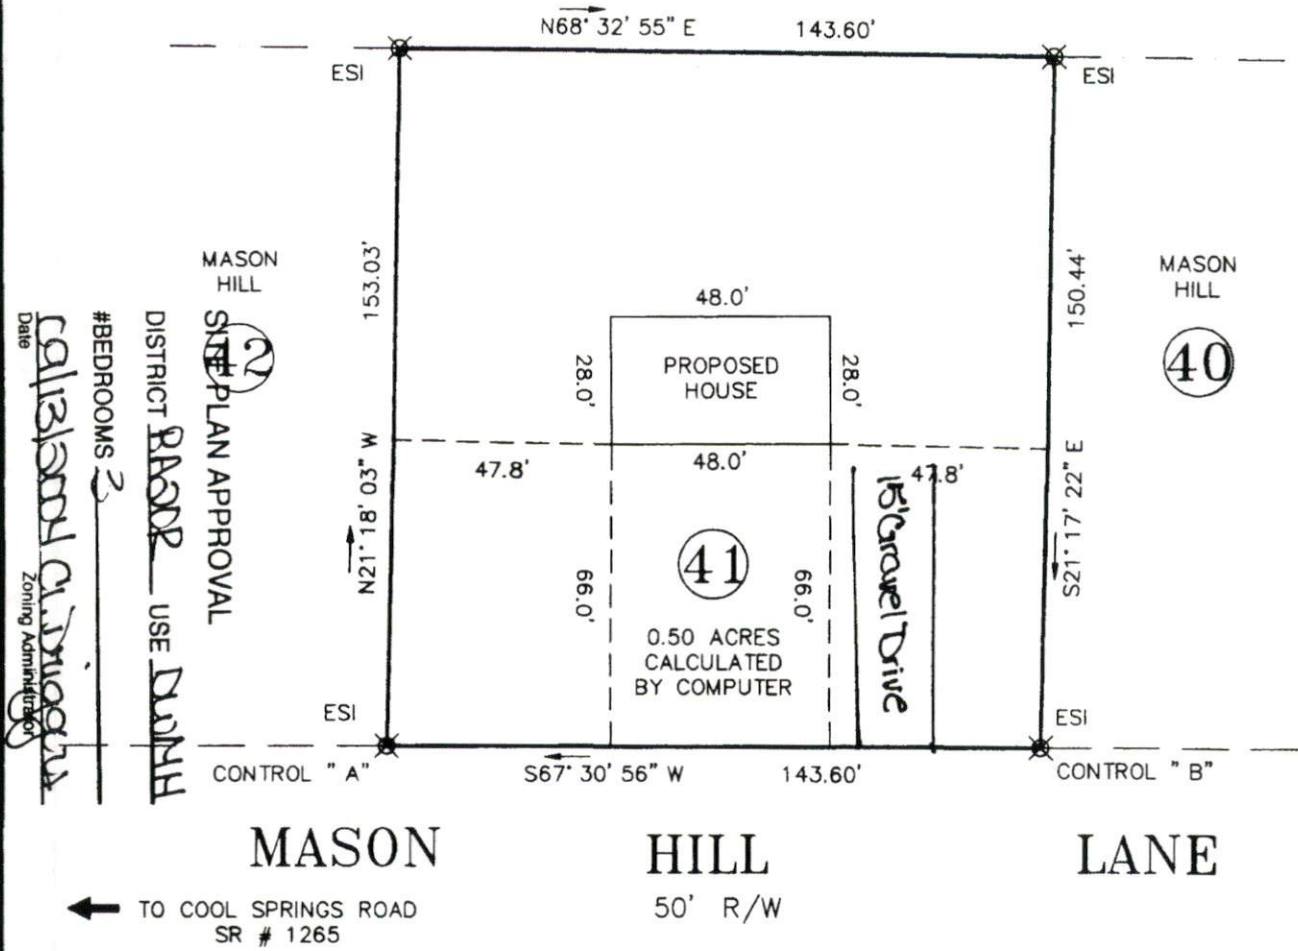 N68° 32' 55" E 143.60'
ESI
ESI
MASON
HILL
42
153.03'
N21° 18' 03" W
48.0'
PROPOSED
HOUSE
28.0'
28.0'
47.8'
48.0'
47.8'
41
66.0'
66.0'
0.50 ACRES
CALCULATED
BY COMPUTER
15' Gravel Drive
150.44'
S21° 17' 22" E
MASON
HILL
40
ESI
ESI
CONTROL "A"
S67° 30' 56" W 143.60'
CONTROL "B"
MASON HILL LANE
TO COOL SPRINGS ROAD
SR # 1265
50' R/W
SITE PLAN APPROVAL
DISTRICT RA20R USE DWMH
#BEDROOMS 3
Date Zoning Administrator